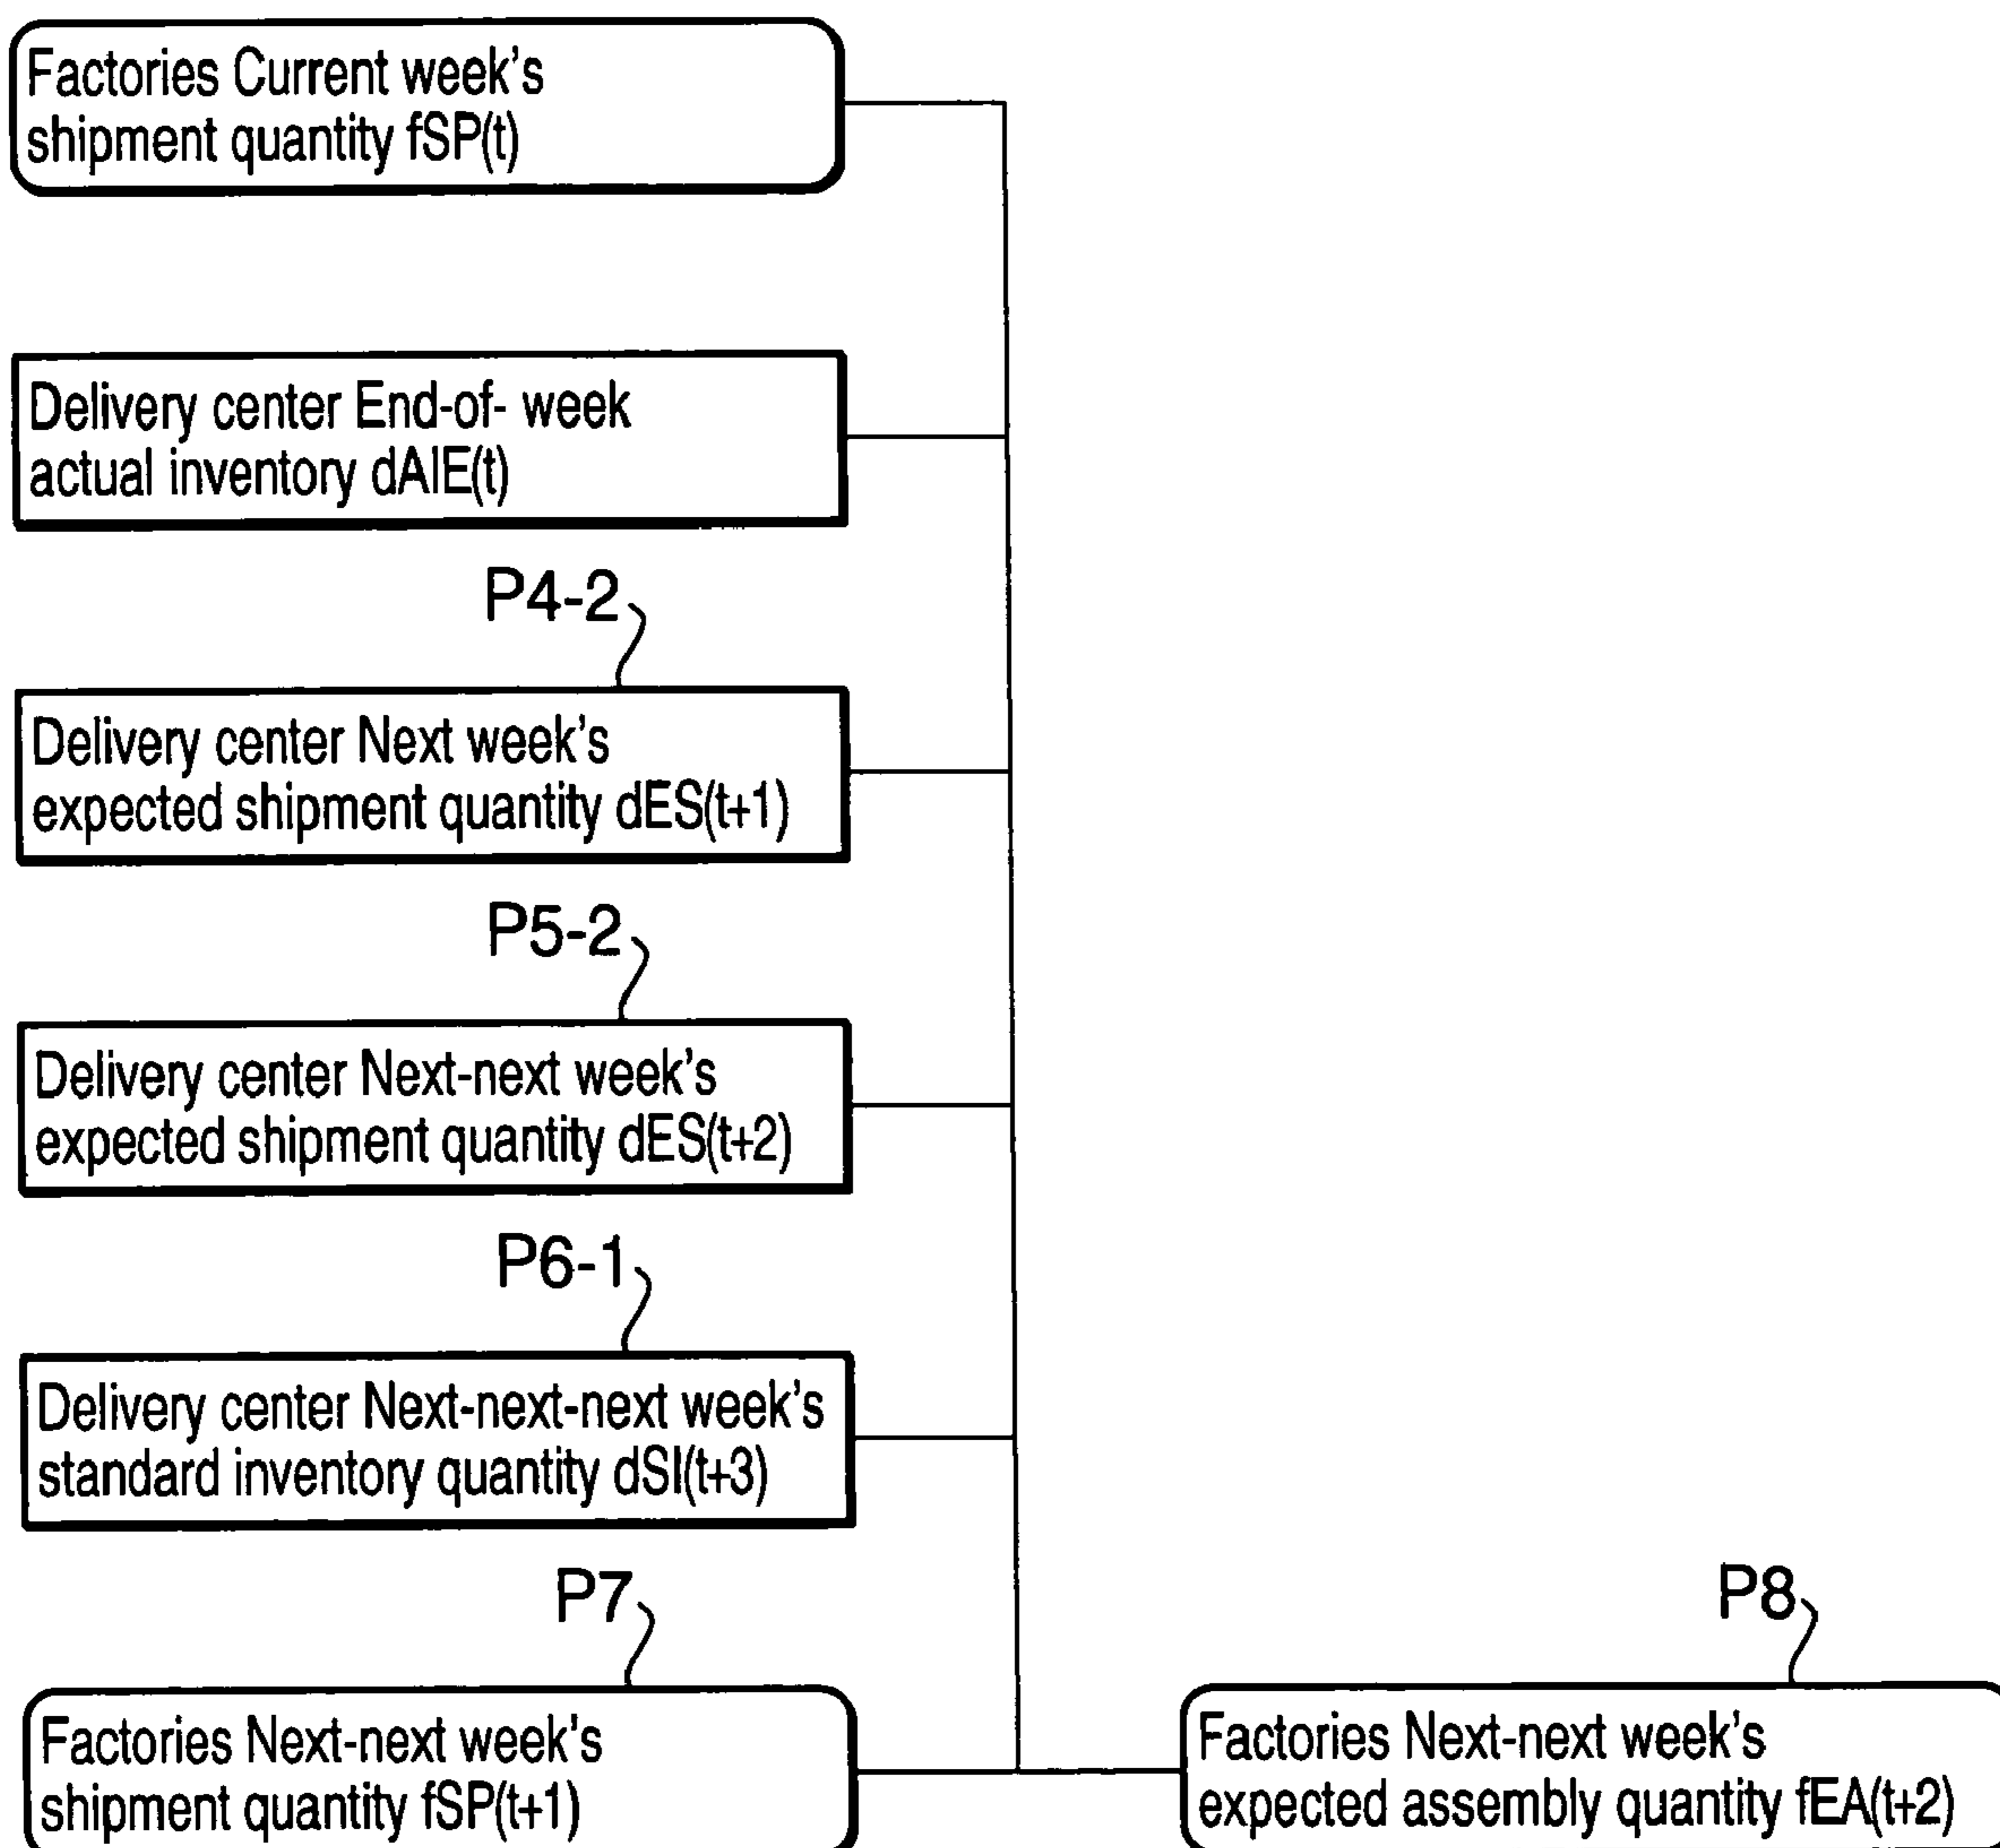 Factories Current week's
shipment quantity fSP(t)
Delivery center End-of- week
actual inventory dAIE(t)
P4-2
Delivery center Next week's
expected shipment quantity dES(t+1)
P5-2
Delivery center Next-next week's
expected shipment quantity dES(t+2)
P6-1
Delivery center Next-next-next week's
standard inventory quantity dSI(t+3)
P7
Factories Next-next week's
shipment quantity fSP(t+1)
P8
Factories Next-next week's
expected assembly quantity fEA(t+2)